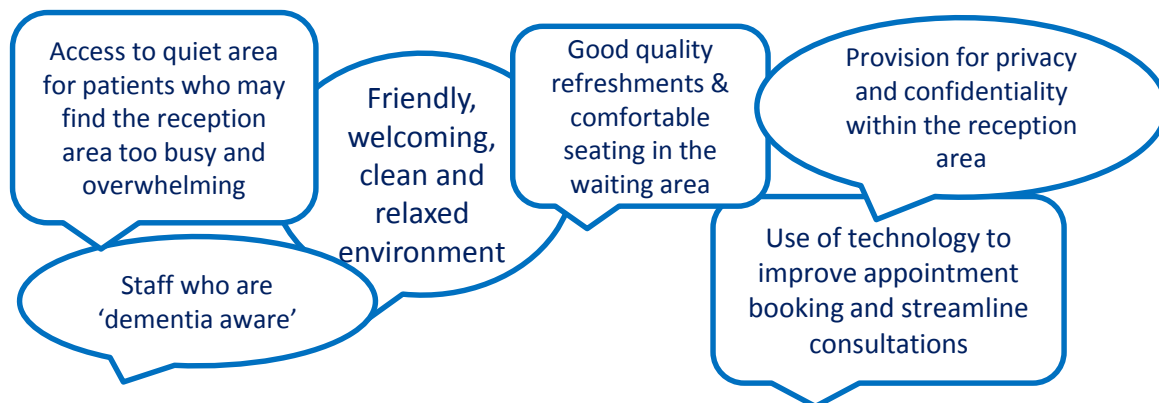 Access to quiet area
for patients who may
find the reception
area too busy and
overwhelming
Friendly,
welcoming,
clean and
relaxed
environment
Good quality
refreshments &
comfortable
seating in the
waiting area
Provision for privacy
and confidentiality
within the reception
area
Staff who are
‘dementia aware’
Use of technology to
improve appointment
booking and streamline
consultations